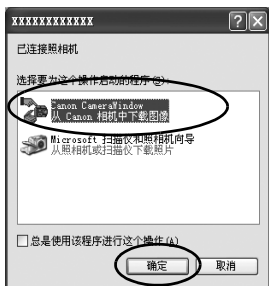 XXXXXXXXXXXX
已连接照相机
选择要为这个操作启动的程序(P):
Canon CameraWindow
从 Canon 相机中下载图像
Microsoft 扫描仪和照相机向导
从照相机或扫描仪下载照片
总是使用该程序进行这个操作(A)
确定
取消